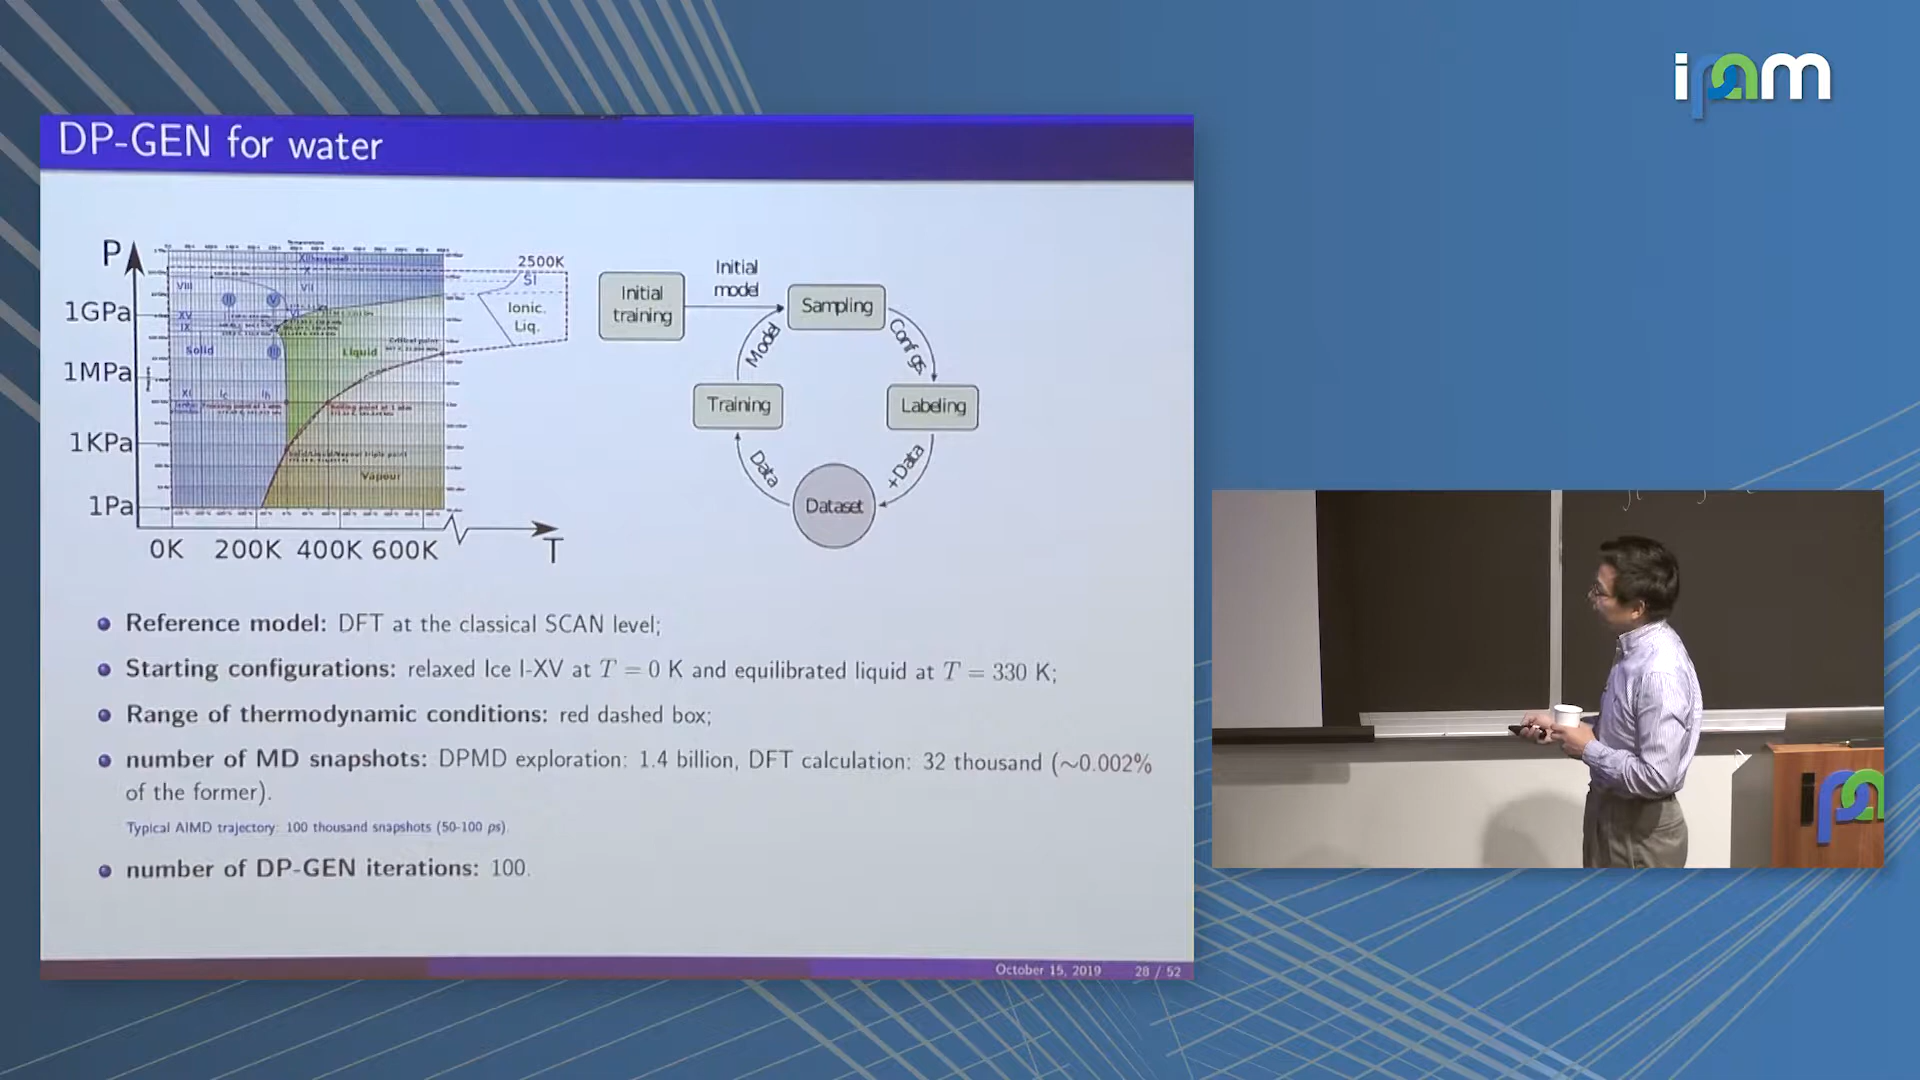 ipam
DP-GEN for water
P
1GPa
1MPa
1KPa
1Pa
0K 200K 400K 600K
T
VIII
VII
XV
IX
Solid
Liquid
Vapour
2500K
SI
Ionic.
Liq.
Initial
training
Initial
model
Sampling
Configs.
Labeling
+Data
Dataset
Data
Training
Model
Reference model: DFT at the classical SCAN level;
Starting configurations: relaxed Ice I-XV at T = 0 K and equilibrated liquid at T = 330 K;
Range of thermodynamic conditions: red dashed box;
number of MD snapshots: DPMD exploration: 1.4 billion, DFT calculation: 32 thousand (~0.002%
of the former).
Typical AIMD trajectory: 100 thousand snapshots (50-100 ps).
number of DP-GEN iterations: 100.
October 15, 2019 28 / 52